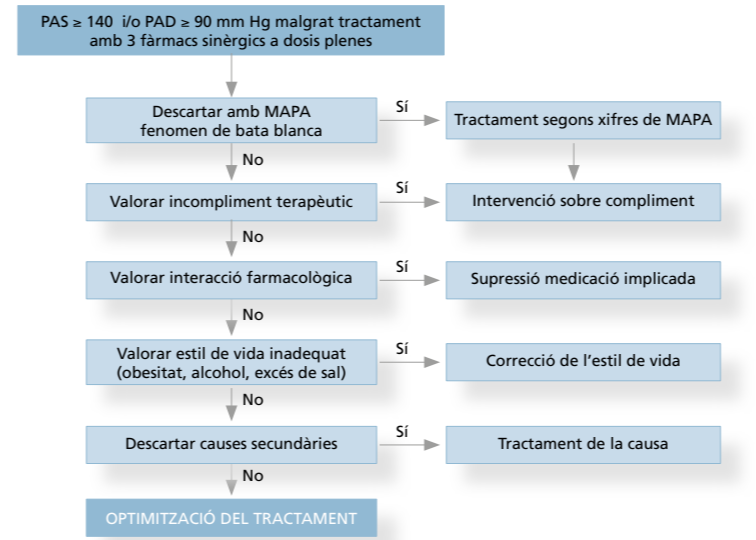 PAS ≥ 140 i/o PAD ≥ 90 mm Hg malgrat tractament
amb 3 fàrmacs sinèrgics a dosis plenes
Descartar amb MAPA
fenomen de bata blanca
Sí
Tractament segons xifres de MAPA
No
Valorar incompliment terapèutic
Sí
Intervenció sobre compliment
No
Valorar interacció farmacològica
Sí
Supressió medicació implicada
No
Valorar estil de vida inadequat
(obesitat, alcohol, excés de sal)
Sí
Correcció de l'estil de vida
No
Descartar causes secundàries
Sí
Tractament de la causa
No
OPTIMITZACIÓ DEL TRACTAMENT